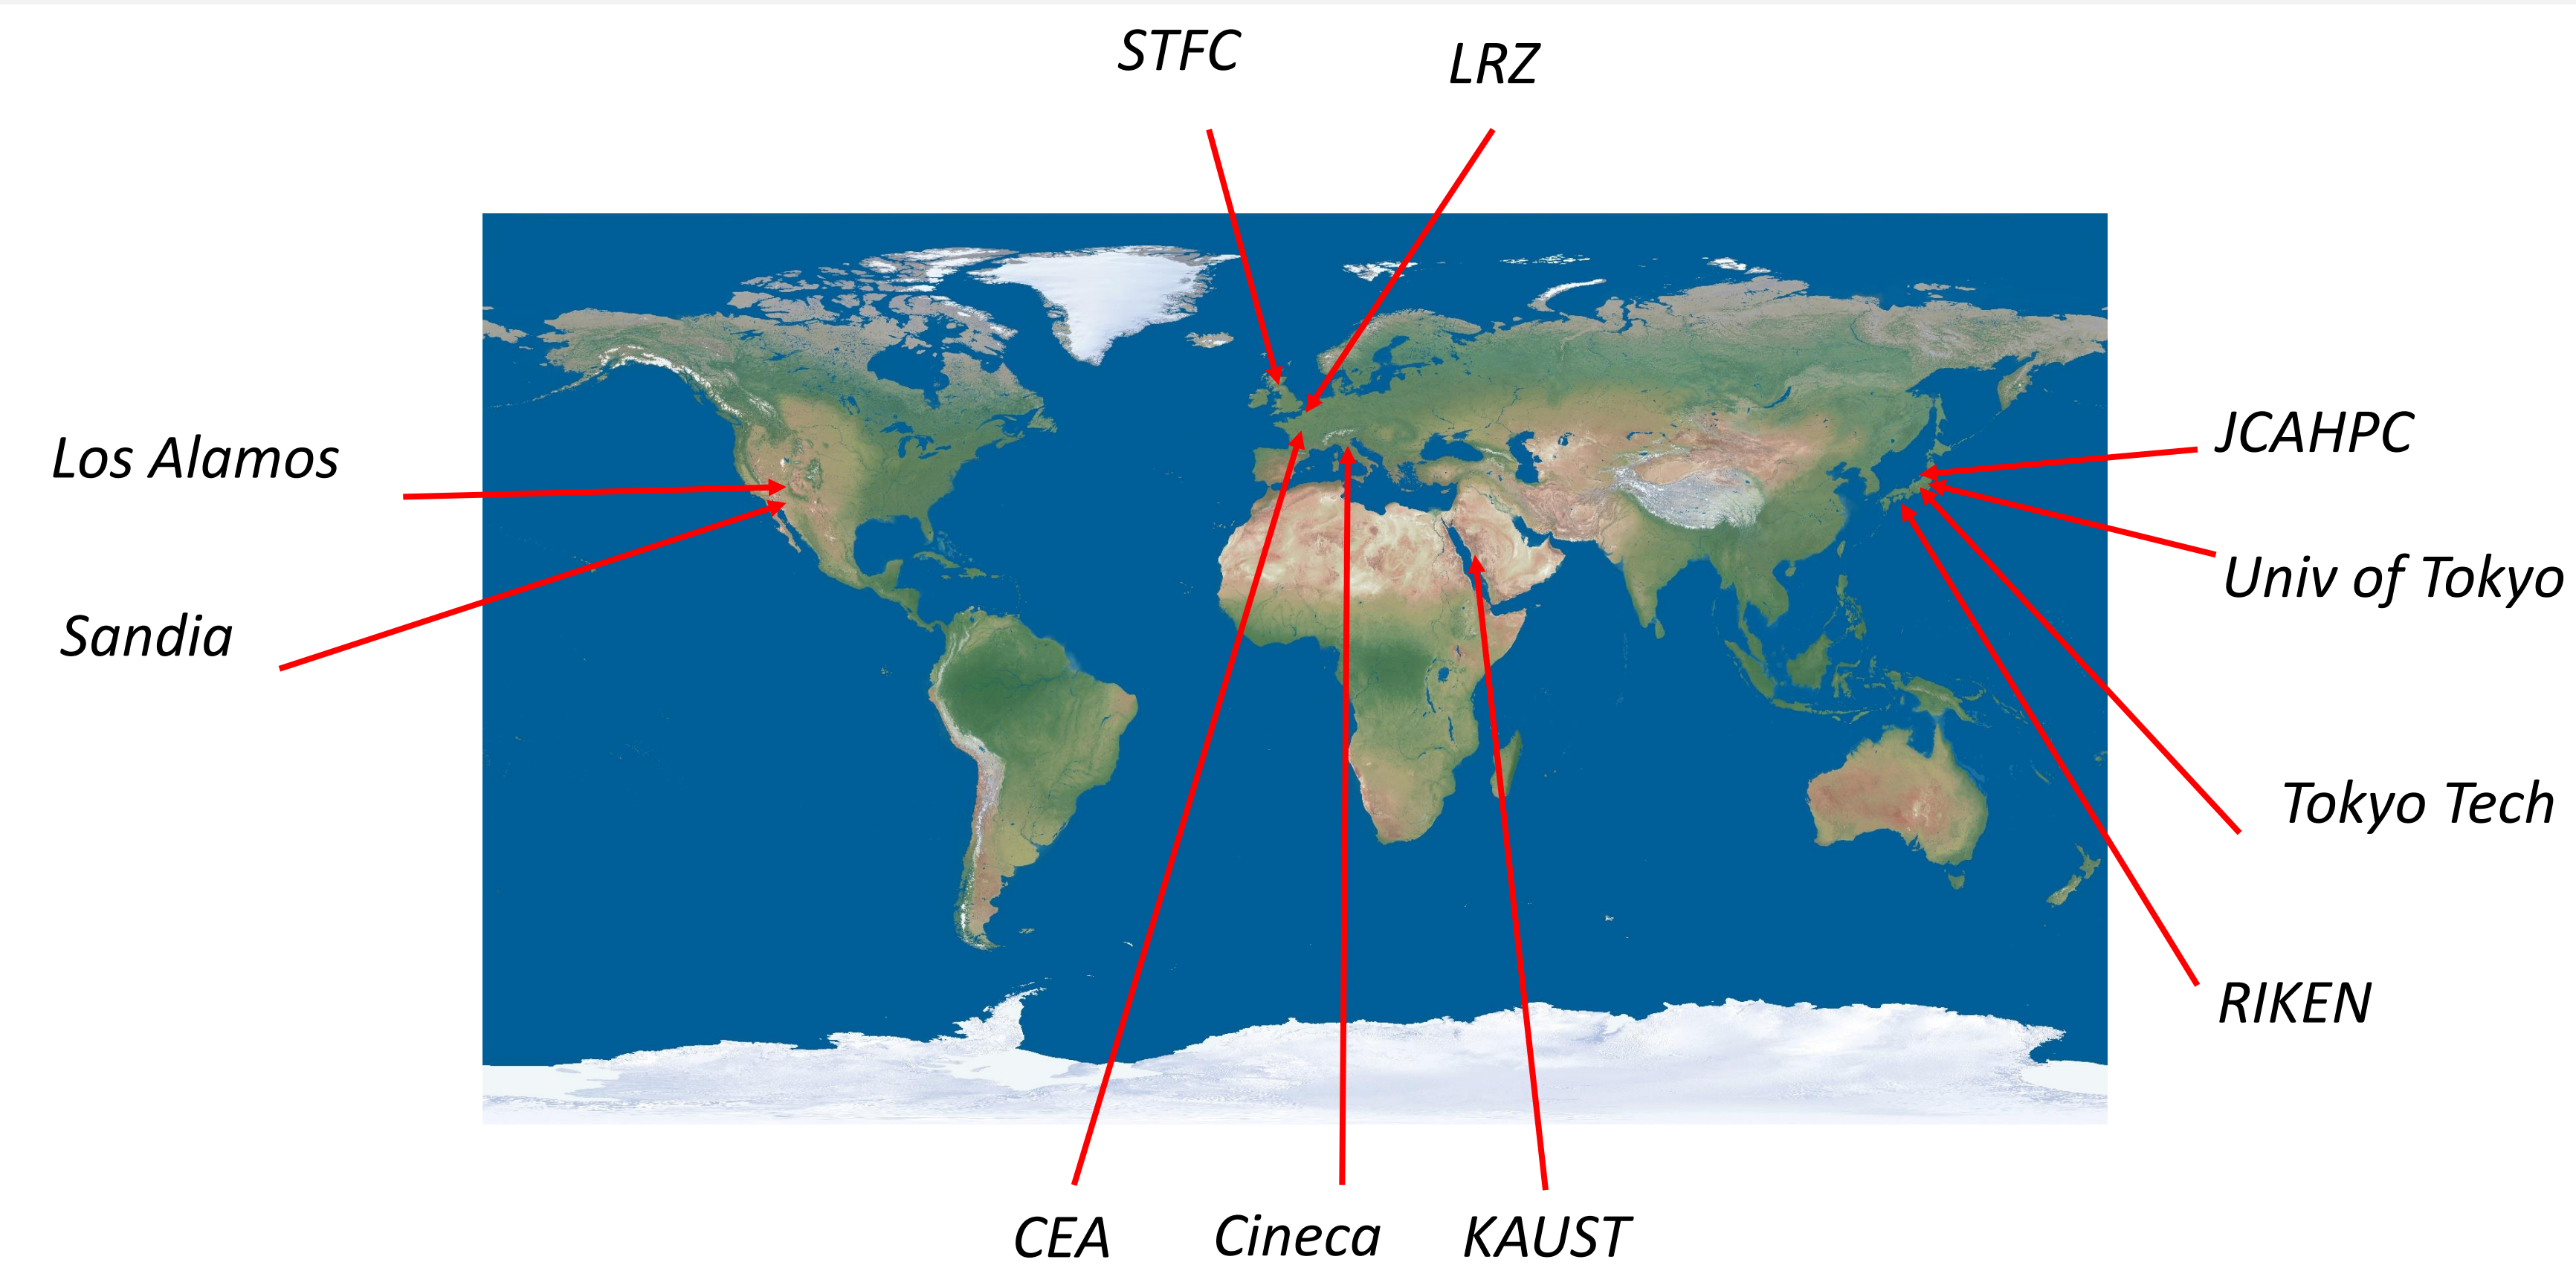 STFC
LRZ
Los Alamos
JCAHPC
Univ of Tokyo
Sandia
Tokyo Tech
RIKEN
CEA
Cineca
KAUST